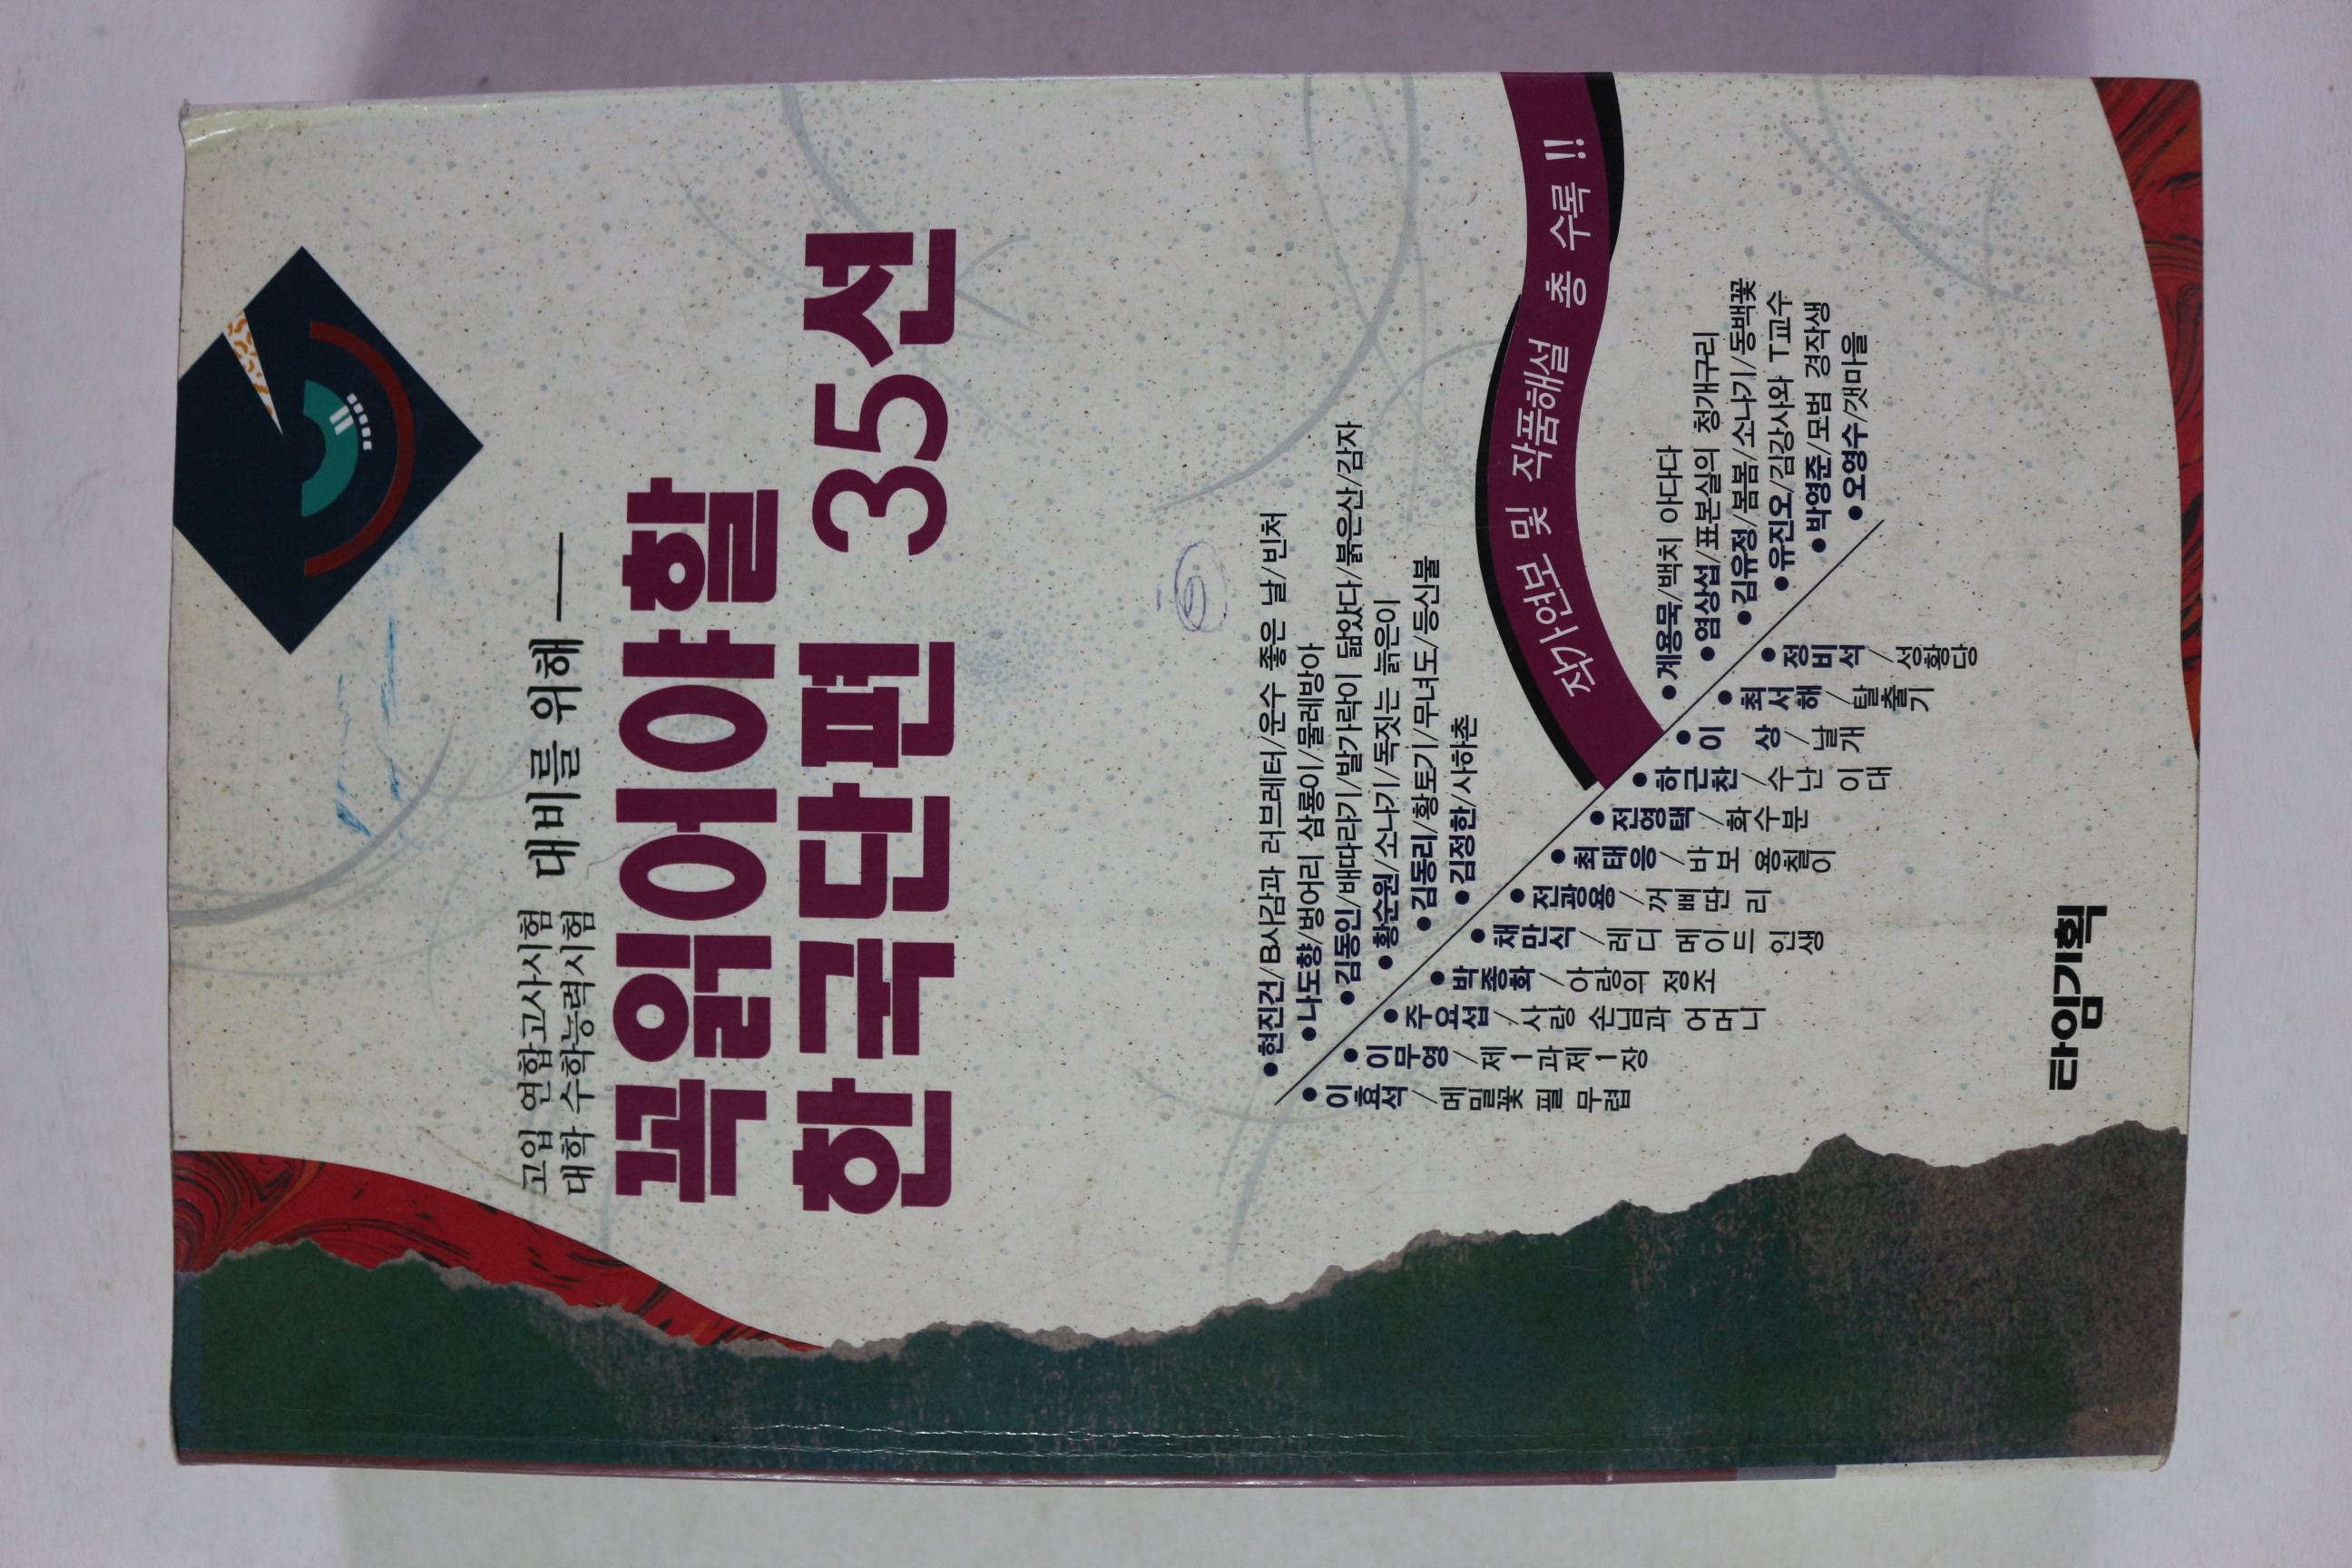 고입 연합고사시험
대학 수학능력시험
대비를 위해
꼭읽어야할
한국단편 35선
●현진건/B사감과 러브레터/운수 좋은 날/빈처
●나도향/벙어리 삼룡이/물레방아
●김동인/배따라기/발가락이 닮았다/붉은산/감자
●황순원/소나기/독짓는 늙은이
●김동리/황토기/무녀도/등신불
●김정한/사하촌
작가연보 및 작품해설 총 수록!!
●계용묵/백치 아다다
●염상섭/표본실의 청개구리
●김유정/봄봄/소나기/동백꽃
●유진오/김강사와 T교수
●박영준/모범 경작생
●오영수/갯마을
●이효석/메밀꽃 필 무렵
●이무영/제1과제1장
●주요섭/사랑 손님과 어머니
●박종화/아랑의 정조
●채만식/레디 메이드 인생
●전광용/꺼삐딴 리
●최태응/바보 용칠이
●전영택/화수분
●하근찬/수난 이대
●이 상/날개
●최서해/탈출기
●정비석/성황당
타임기획